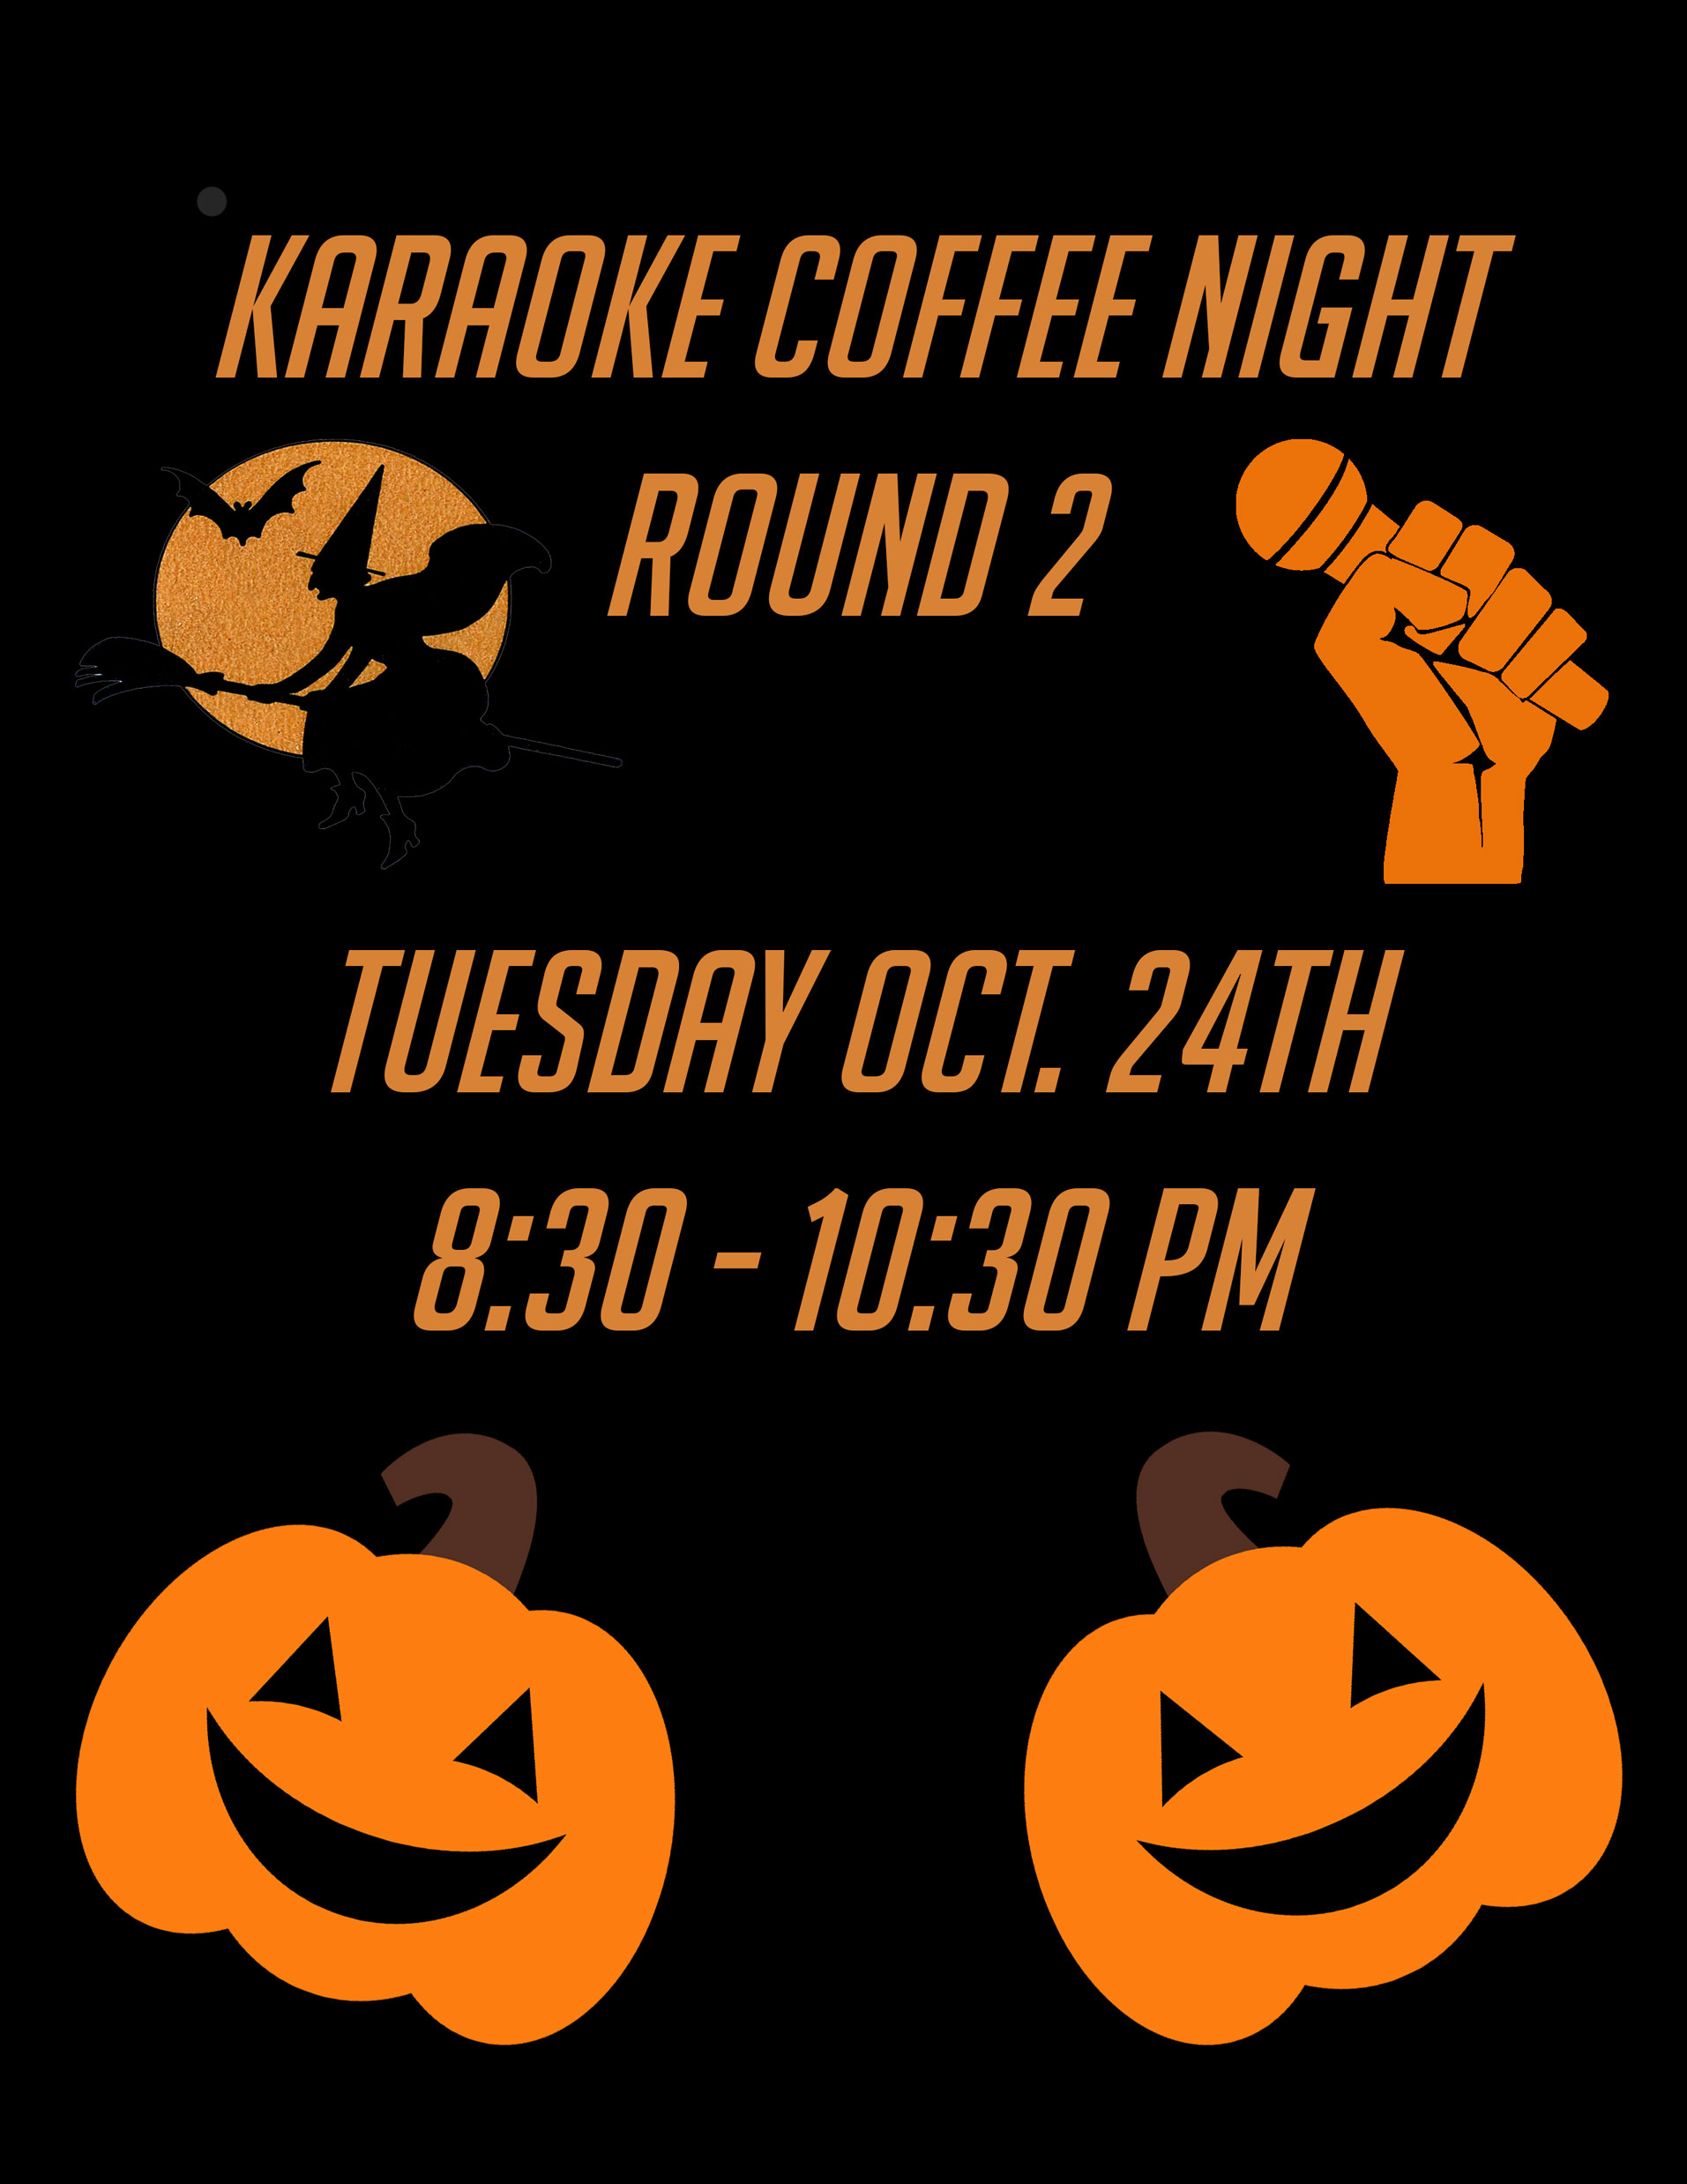 KARAOKE COFFEE NIGHT
ROUND 2
TUESDAY OCT. 24TH
8:30 - 10:30 PM